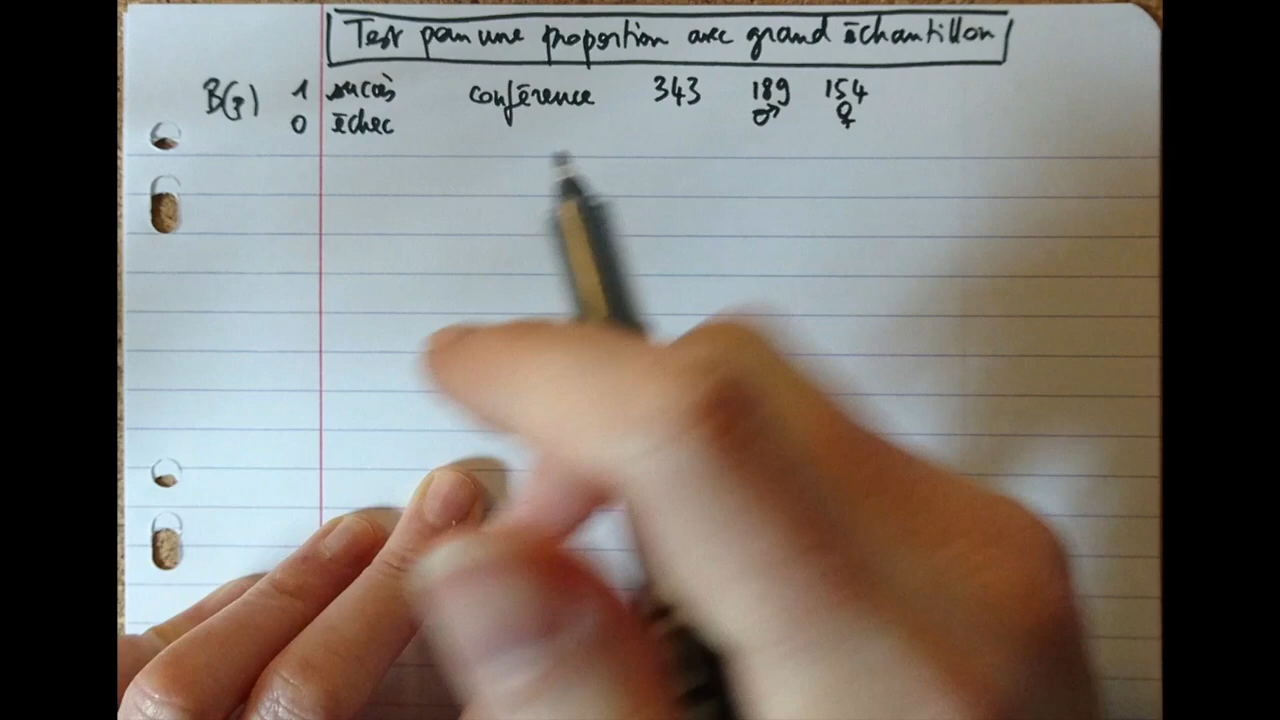 Test pour une proportion avec grand échantillon
B(p) 1 succès conférence 343 189 154
0 échec ♂ ♀